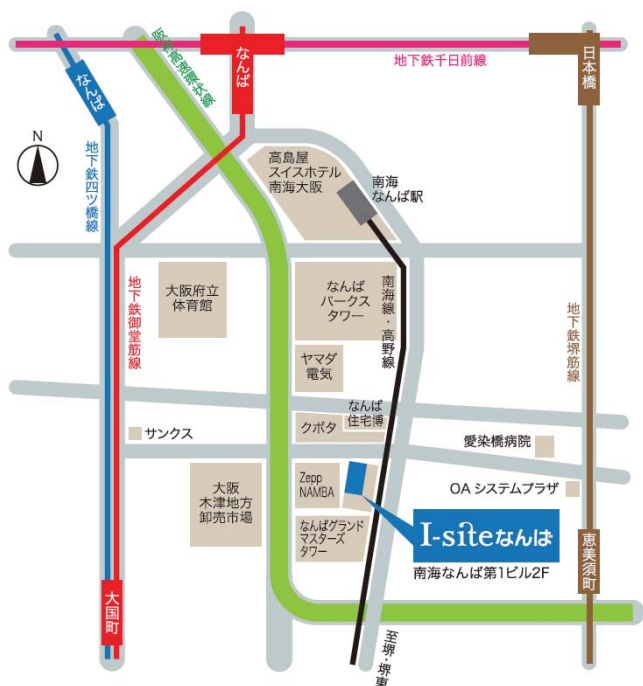 なんば
阪神高速環状線
なんば
地下鉄千日前線
日本橋
N
地下鉄四ツ橋線
高島屋
スイスホテル
南海大阪
南海
なんば駅
大阪府立
体育館
なんば
パークス
タワー
南海線・高野線
地下鉄御堂筋線
地下鉄堺筋線
ヤマダ
電気
なんば
住宅博
クボタ
サンクス
愛染橋病院
大阪
木津地方
卸売市場
Zepp
NAMBA
OAシステムプラザ
なんばグランド
マスターズ
タワー
I-siteなんば
南海なんば第1ビル2F
恵美須町
大国町
至堺・堺東